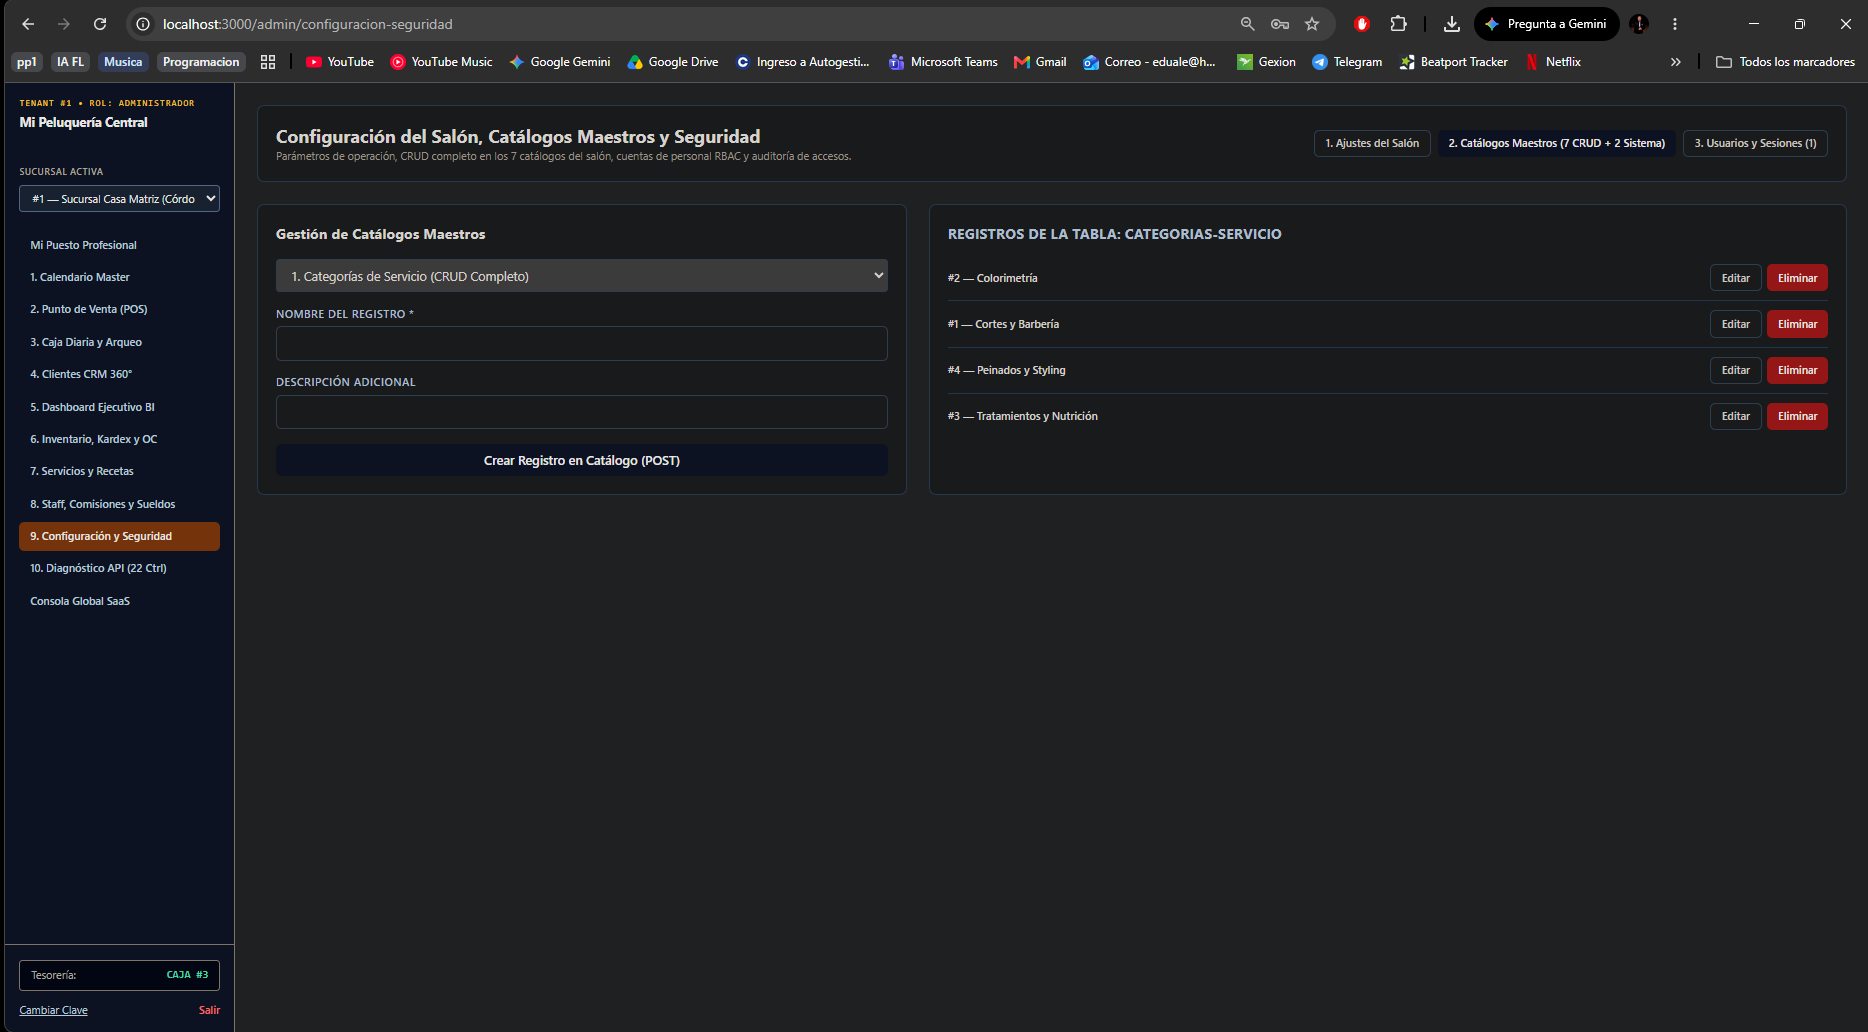 localhost:3000/admin/configuracion-seguridad
Pregunta a Gemini
pp1
IA FL
Musica
Programacion
YouTube
YouTube Music
Google Gemini
Google Drive
Ingreso a Autogesti...
Microsoft Teams
Gmail
Correo - eduale@h...
Gexion
Telegram
Beatport Tracker
Netflix
»
Todos los marcadores
TENANT #1 • ROL: ADMINISTRADOR
Mi Peluquería Central
SUCURSAL ACTIVA
#1 — Sucursal Casa Matriz (Córdo
Mi Puesto Profesional
1. Calendario Master
2. Punto de Venta (POS)
3. Caja Diaria y Arqueo
4. Clientes CRM 360°
5. Dashboard Ejecutivo BI
6. Inventario, Kardex y OC
7. Servicios y Recetas
8. Staff, Comisiones y Sueldos
9. Configuración y Seguridad
10. Diagnóstico API (22 Ctrl)
Consola Global SaaS
Tesorería:
CAJA #3
Cambiar Clave
Salir
Configuración del Salón, Catálogos Maestros y Seguridad
Parámetros de operación, CRUD completo en los 7 catálogos del salón, cuentas de personal RBAC y auditoría de accesos.
1. Ajustes del Salón
2. Catálogos Maestros (7 CRUD + 2 Sistema)
3. Usuarios y Sesiones (1)
Gestión de Catálogos Maestros
1. Categorías de Servicio (CRUD Completo)
NOMBRE DEL REGISTRO *
DESCRIPCIÓN ADICIONAL
Crear Registro en Catálogo (POST)
REGISTROS DE LA TABLA: CATEGORIAS-SERVICIO
#2 — Colorimetría
Editar
Eliminar
#1 — Cortes y Barbería
Editar
Eliminar
#4 — Peinados y Styling
Editar
Eliminar
#3 — Tratamientos y Nutrición
Editar
Eliminar